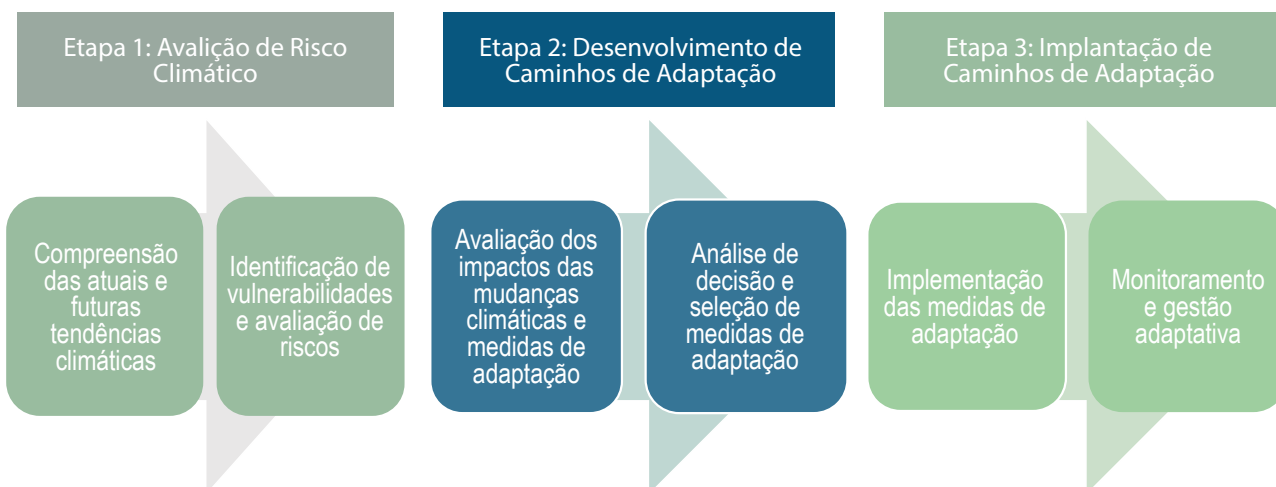 Etapa 1: Avalição de Risco
Climático
Etapa 2: Desenvolvimento de
Caminhos de Adaptação
Etapa 3: Implantação de
Caminhos de Adaptação
Compreensão
das atuais e
futuras
tendências
climáticas
Identificação de
vulnerabilidades
e avaliação de
riscos
Avaliação dos
impactos das
mudanças
climáticas e
medidas de
adaptação
Análise de
decisão e
seleção de
medidas de
adaptação
Implementação
das medidas de
adaptação
Monitoramento
e gestão
adaptativa